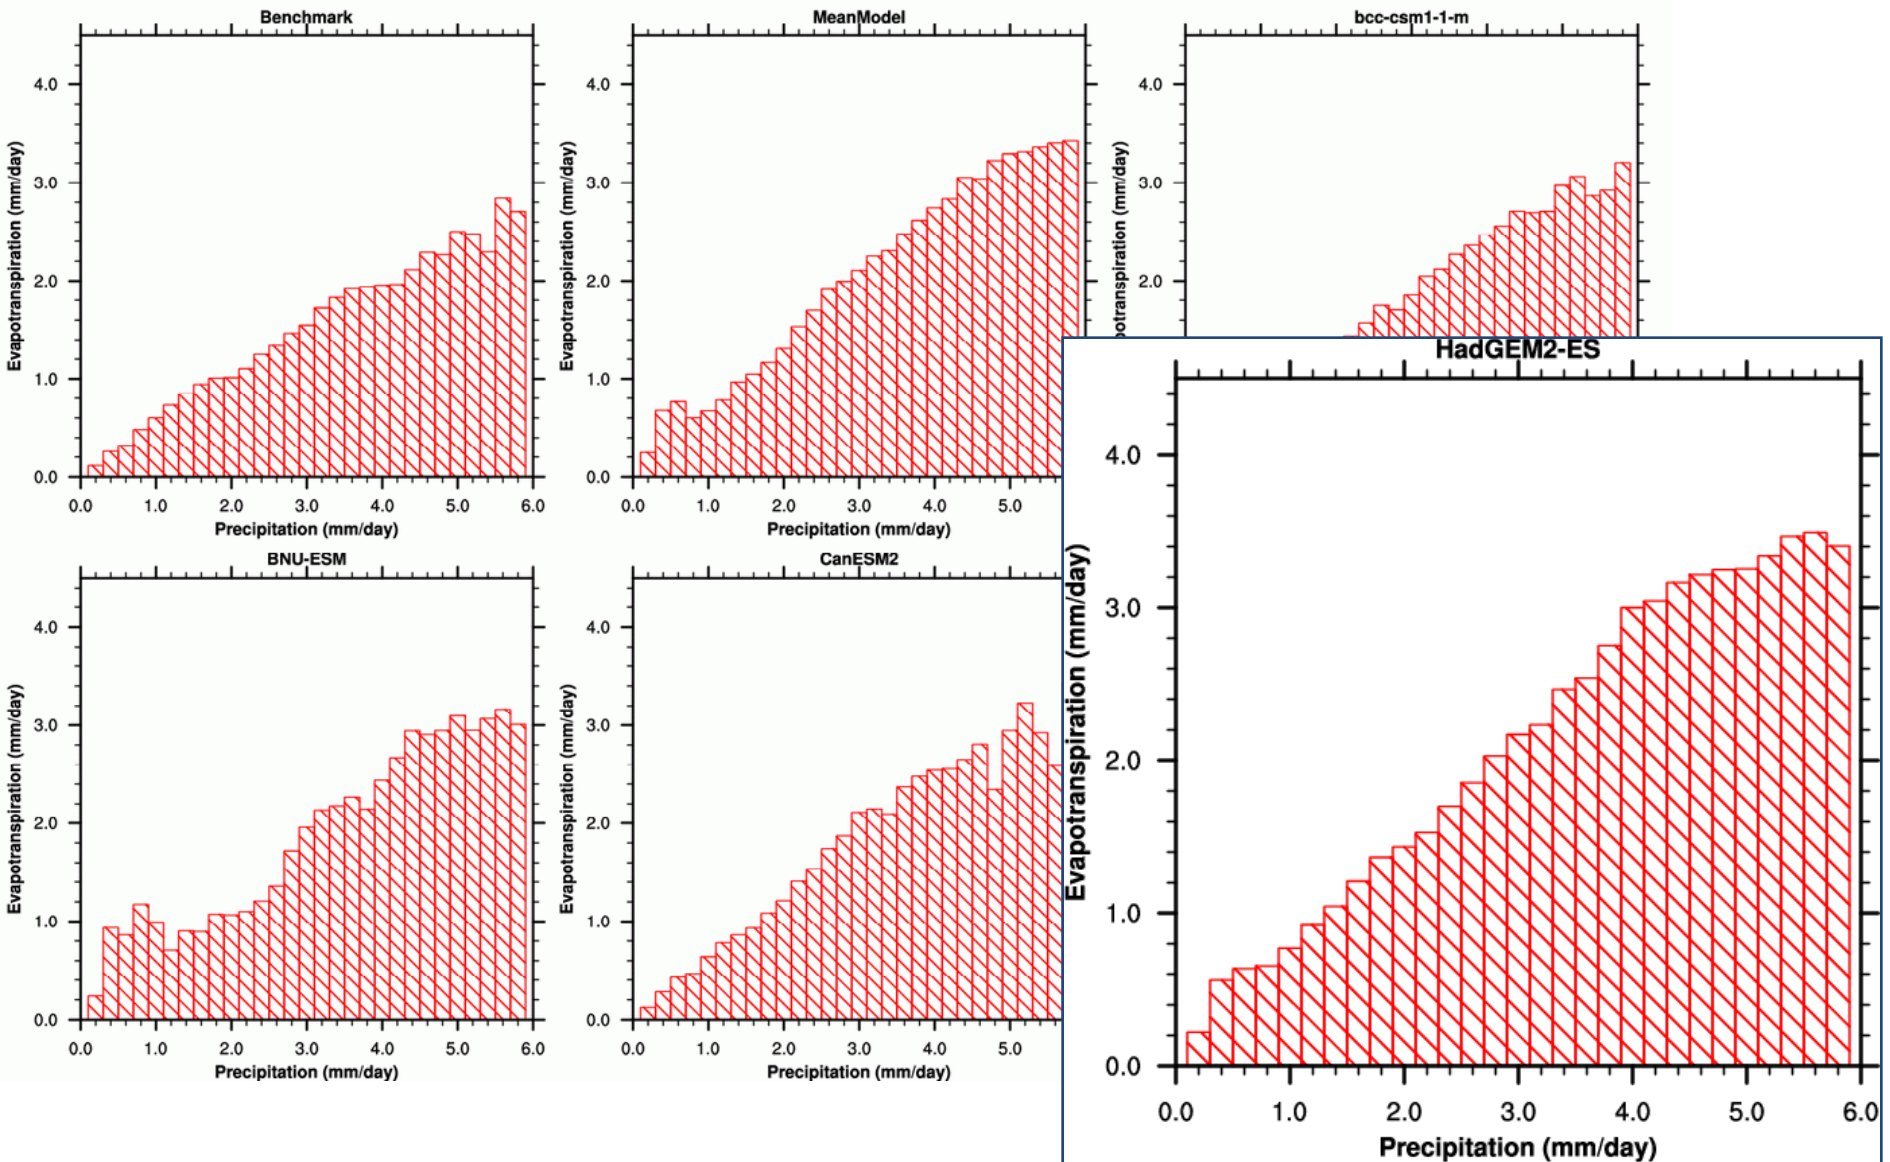 Benchmark
4.0
3.0
2.0
1.0
0.0
Evapotranspiration (mm/day)
0.0 1.0 2.0 3.0 4.0 5.0 6.0
Precipitation (mm/day)
MeanModel
4.0
3.0
2.0
1.0
0.0
Evapotranspiration (mm/day)
0.0 1.0 2.0 3.0 4.0 5.0
Precipitation (mm/day)
bcc-csm1-1-m
4.0
3.0
2.0
potranspiration (mm/day)
BNU-ESM
4.0
3.0
2.0
1.0
0.0
Evapotranspiration (mm/day)
0.0 1.0 2.0 3.0 4.0 5.0 6.0
Precipitation (mm/day)
CanESM2
4.0
3.0
2.0
1.0
0.0
Evapotranspiration (mm/day)
0.0 1.0 2.0 3.0 4.0 5.0
Precipitation (mm/day)
HadGEM2-ES
4.0
3.0
2.0
1.0
0.0
Evapotranspiration (mm/day)
0.0 1.0 2.0 3.0 4.0 5.0 6.0
Precipitation (mm/day)